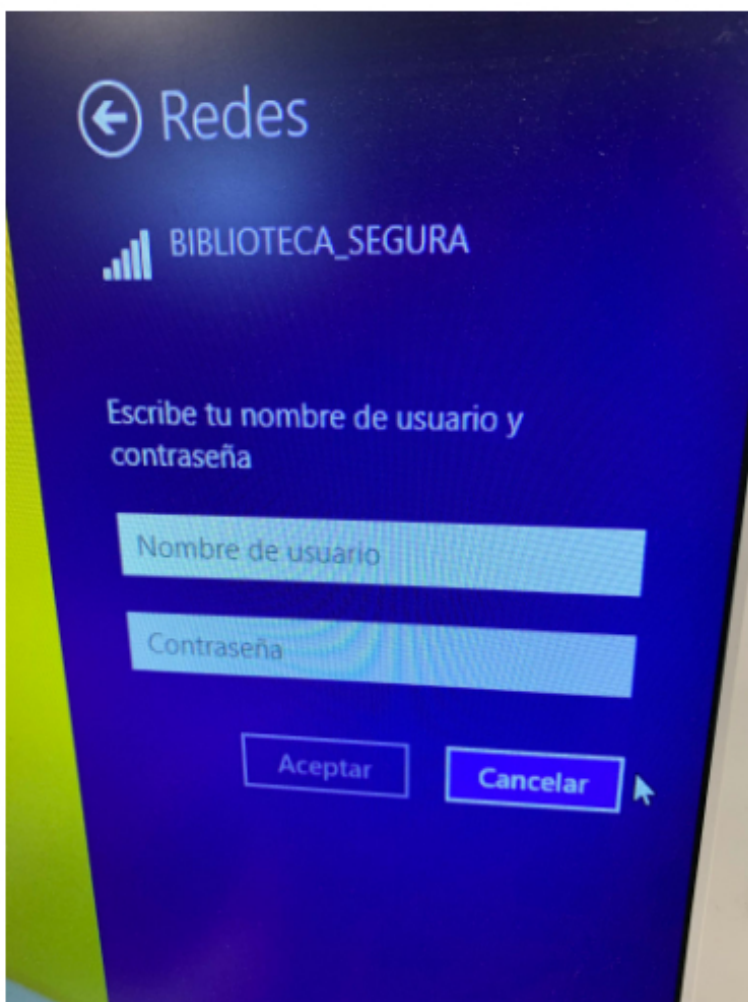 Redes
BIBLIOTECA_SEGURA
Escribe tu nombre de usuario y
contraseña
Nombre de usuario
Contraseña
Aceptar
Cancelar